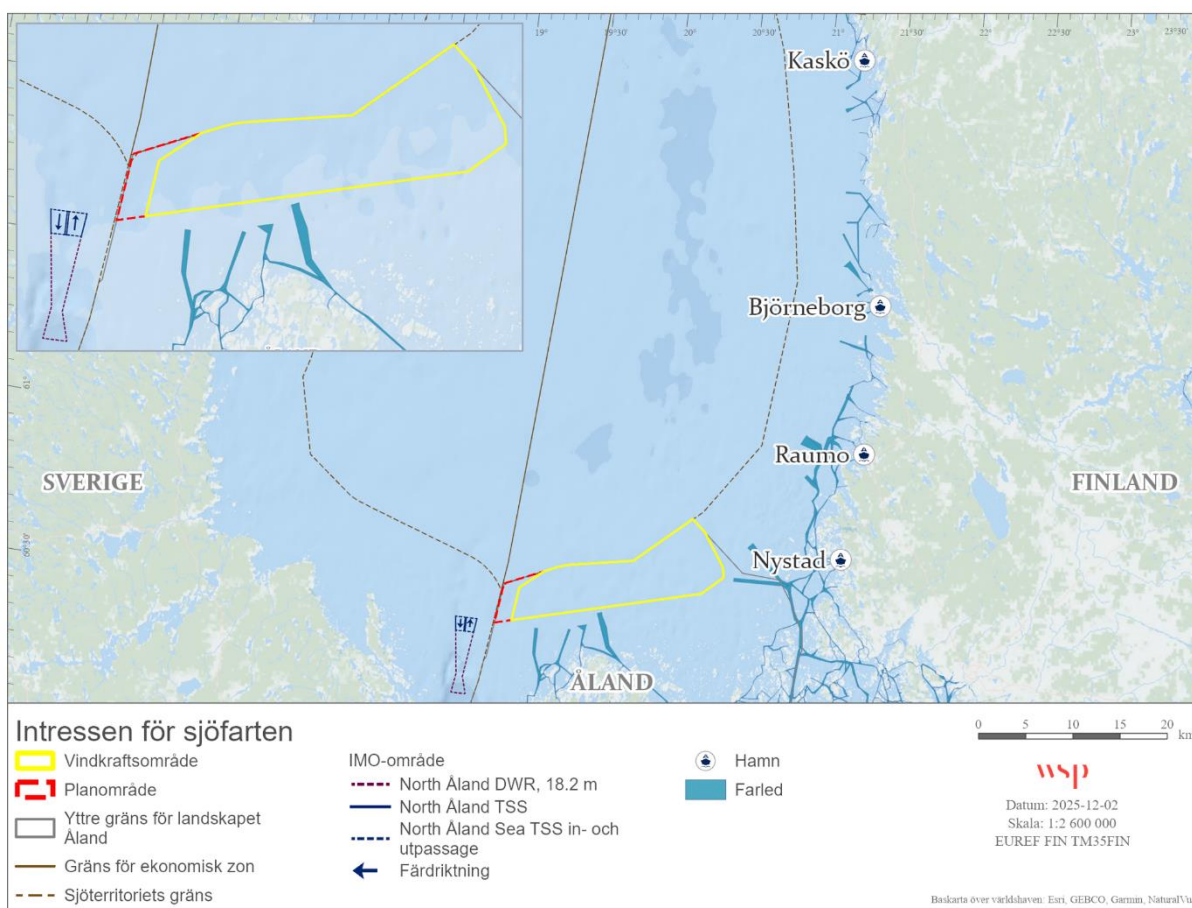 19°
19°30'
20°
20°30'
21°
21°30'
22°
22°30'
23°
23°30'
Kaskö
Björneborg
61°
Raumo
SVERIGE
FINLAND
60°30'
Nystad
ÅLAND
Intressen för sjöfarten
Vindkraftsområde
Planområde
Yttre gräns för landskapet
Åland
Gräns för ekonomisk zon
Sjöterritoriets gräns
IMO-område
North Åland DWR, 18.2 m
North Åland TSS
North Åland Sea TSS in- och
utpassage
Färdriktning
Hamn
Farled
0 5 10 15 20
km
wsp
Datum: 2025-12-02
Skala: 1:2 600 000
EUREF FIN TM35FIN
Baskarta över världshaven: Esri, GEBCO, Garmin, NaturalVu